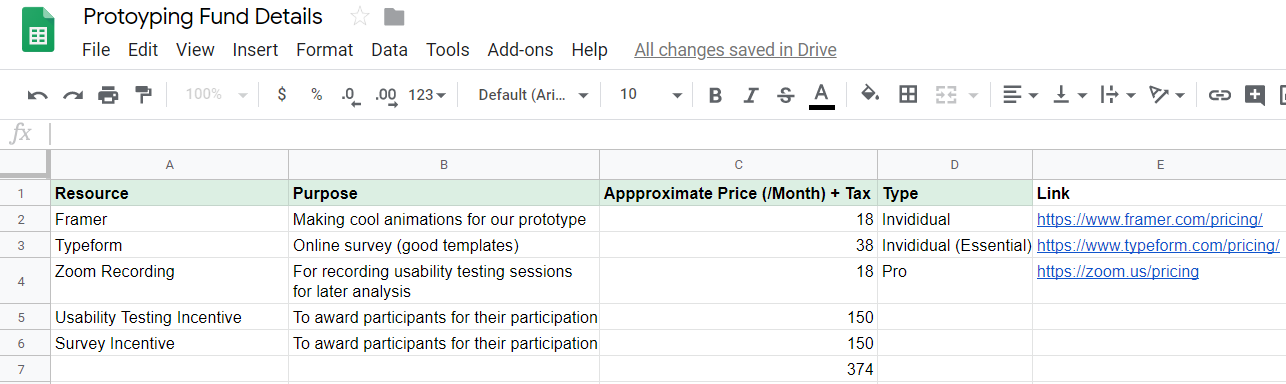 Protoyping Fund Details
File Edit View Insert Format Data Tools Add-ons Help All changes saved in Drive
100% $ % .0 .00 123 Default (Ari... 10 B I S A
fx
A B C D E
1 Resource Purpose Appproximate Price (/Month) + Tax Type Link
2 Framer Making cool animations for our prototype 18 Invididual https://www.framer.com/pricing/
3 Typeform Online survey (good templates) 38 Invididual (Essential) https://www.typeform.com/pricing/
4 Zoom Recording For recording usability testing sessions 18 Pro https://zoom.us/pricing
for later analysis
5 Usability Testing Incentive To award participants for their participation 150
6 Survey Incentive To award participants for their participation 150
7 374